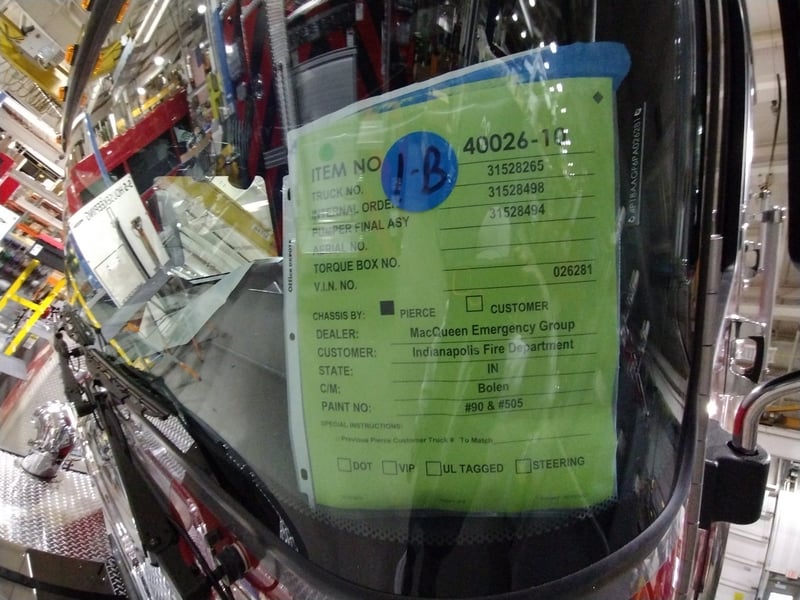 ITEM NO. 40026-10
1-B
TRUCK NO. 31528265
INTERNAL ORDER 31528498
PUMPER FINAL ASY 31528494
AERIAL NO.
TORQUE BOX NO.
V.I.N. NO. 026281
CHASSIS BY: PIERCE CUSTOMER
DEALER: MacQueen Emergency Group
CUSTOMER: Indianapolis Fire Department
STATE: IN
C/M: Bolen
PAINT NO: #90 & #505
SPECIAL INSTRUCTIONS:
Previous Pierce Customer Truck # To Match
DOT VIP UL TAGGED STEERING
Office DEPOT